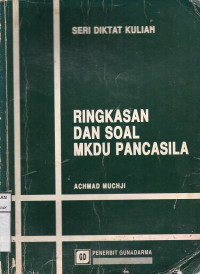 SERI DIKTAT KULIAH
RINGKASAN
DAN SOAL
MKDU PANCASILA
ACHMAD MUCHJI
GD
PENERBIT GUNADARMA